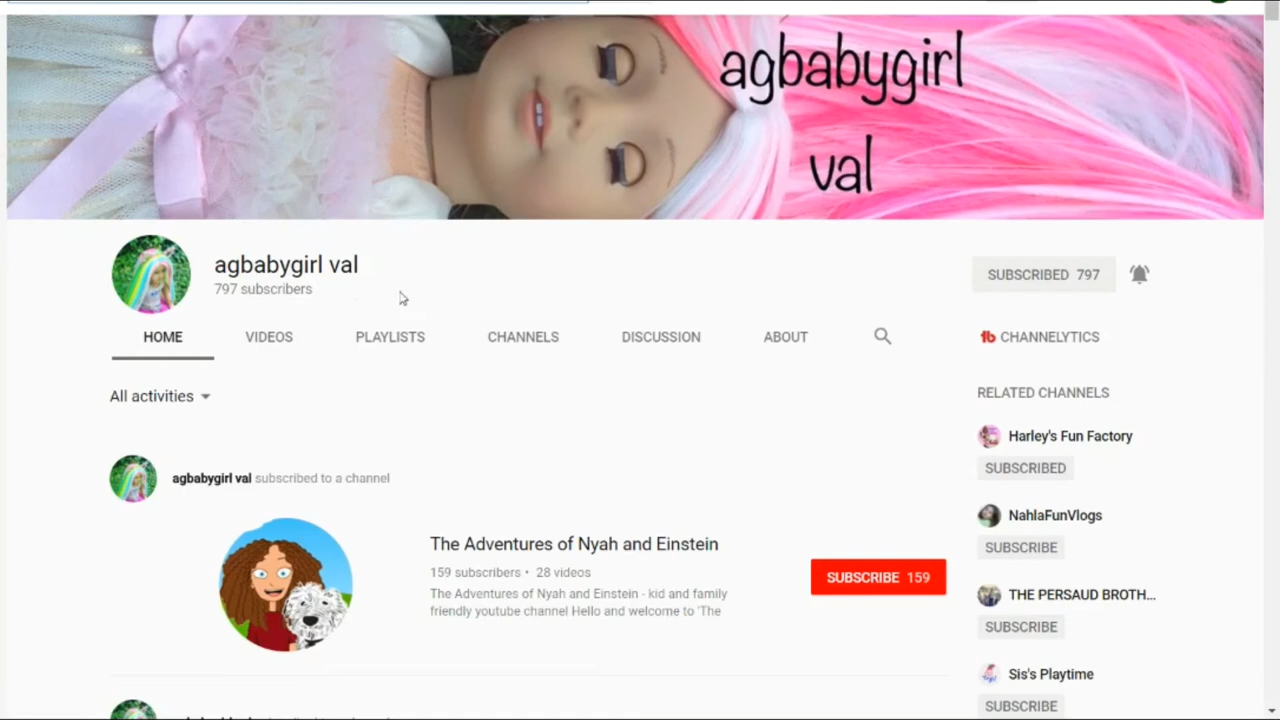 agbabygirl
val
agbabygirl val
797 subscribers
SUBSCRIBED 797
HOME
VIDEOS
PLAYLISTS
CHANNELS
DISCUSSION
ABOUT
CHANNELYTICS
All activities
agbabygirl val subscribed to a channel
The Adventures of Nyah and Einstein
159 subscribers • 28 videos
The Adventures of Nyah and Einstein - kid and family
friendly youtube channel Hello and welcome to 'The
SUBSCRIBE 159
RELATED CHANNELS
Harley's Fun Factory
SUBSCRIBED
NahlaFunVlogs
SUBSCRIBE
THE PERSAUD BROTH...
SUBSCRIBE
Sis's Playtime
SUBSCRIBE